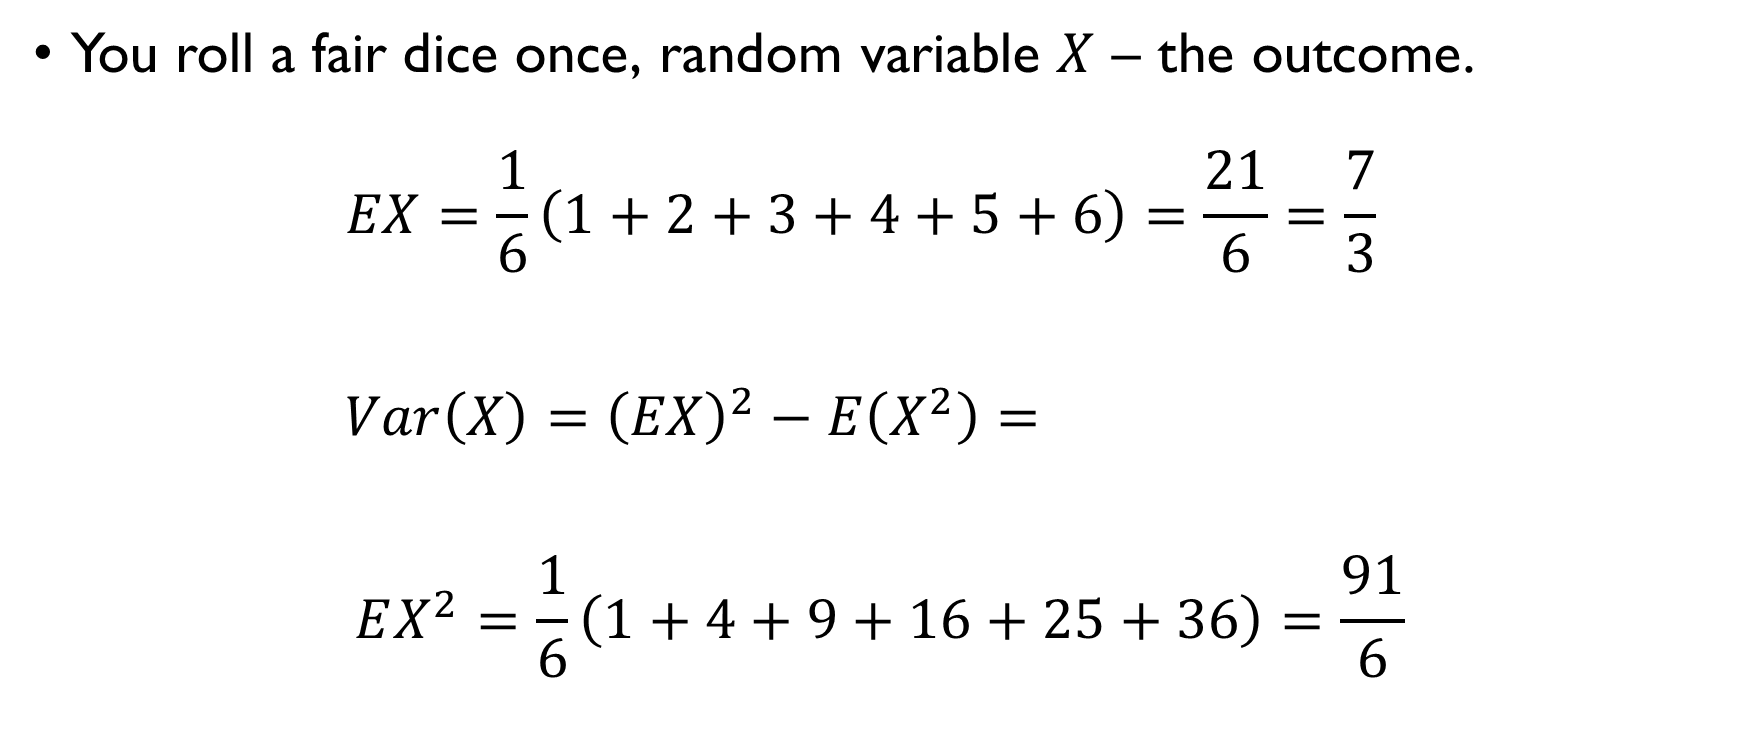 • You roll a fair dice once, random variable X – the outcome.
EX = 1/6 (1 + 2 + 3 + 4 + 5 + 6) = 21/6 = 7/3
Var(X) = (EX)² − E(X²) =
EX² = 1/6 (1 + 4 + 9 + 16 + 25 + 36) = 91/6